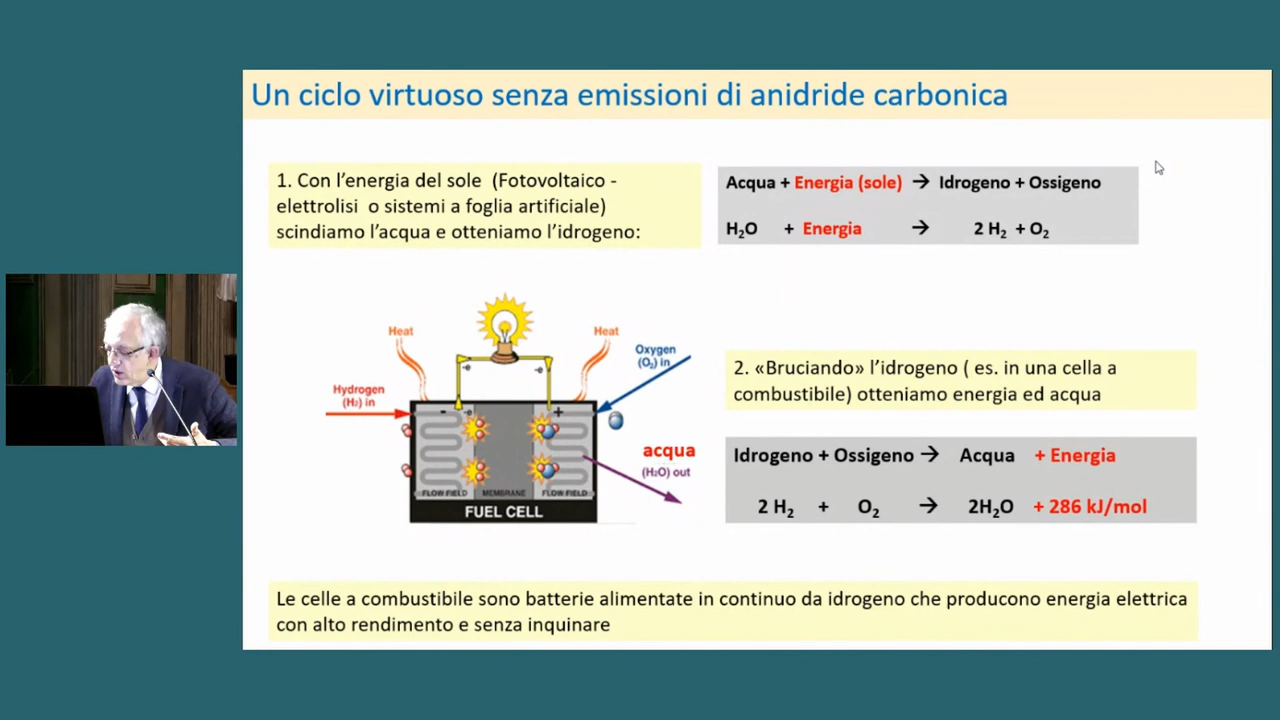 Un ciclo virtuoso senza emissioni di anidride carbonica
1. Con l'energia del sole (Fotovoltaico -
elettrolisi o sistemi a foglia artificiale)
scindiamo l'acqua e otteniamo l'idrogeno:
Acqua + Energia (sole) → Idrogeno + Ossigeno
H₂O + Energia → 2 H₂ + O₂
Heat
Heat
Oxygen
(O₂) in
Hydrogen
(H₂) in
-e
-e
- -e
+
acqua
(H₂O) out
FLOW FIELD
MEMBRANE
FLOW FIELD
FUEL CELL
2. «Bruciando» l'idrogeno ( es. in una cella a
combustibile) otteniamo energia ed acqua
Idrogeno + Ossigeno → Acqua + Energia
2 H₂ + O₂ → 2H₂O + 286 kJ/mol
Le celle a combustibile sono batterie alimentate in continuo da idrogeno che producono energia elettrica
con alto rendimento e senza inquinare